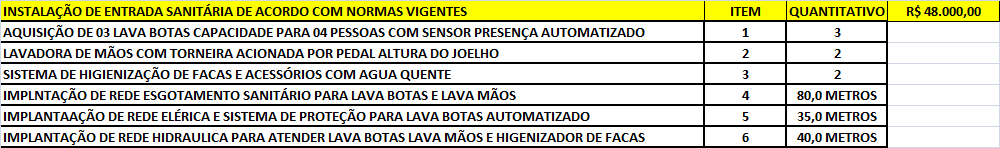 INSTALAÇÃO DE ENTRADA SANITÁRIA DE ACORDO COM NORMAS VIGENTES ITEM QUANTITATIVO R$ 48.000,00
AQUISIÇÃO DE 03 LAVA BOTAS CAPACIDADE PARA 04 PESSOAS COM SENSOR PRESENÇA AUTOMATIZADO 1 3
LAVADORA DE MÃOS COM TORNEIRA ACIONADA POR PEDAL ALTURA DO JOELHO 2 2
SISTEMA DE HIGIENIZAÇÃO DE FACAS E ACESSÓRIOS COM AGUA QUENTE 3 2
IMPLNTAÇÃO DE REDE ESGOTAMENTO SANITÁRIO PARA LAVA BOTAS E LAVA MÃOS 4 80,0 METROS
IMPLANTAAÇÃO DE REDE ELÉRICA E SISTEMA DE PROTEÇÃO PARA LAVA BOTAS AUTOMATIZADO 5 35,0 METROS
IMPLANTAÇÃO DE REDE HIDRAULICA PARA ATENDER LAVA BOTAS LAVA MÃOS E HIGENIZADOR DE FACAS 6 40,0 METROS